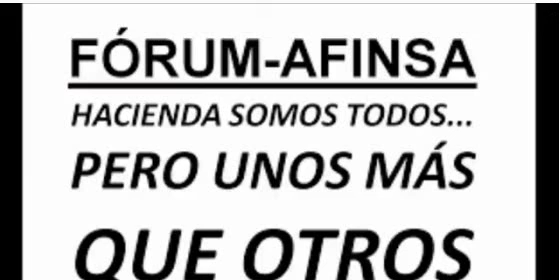 FÓRUM-AFINSA
HACIENDA SOMOS TODOS...
PERO UNOS MÁS
QUE OTROS